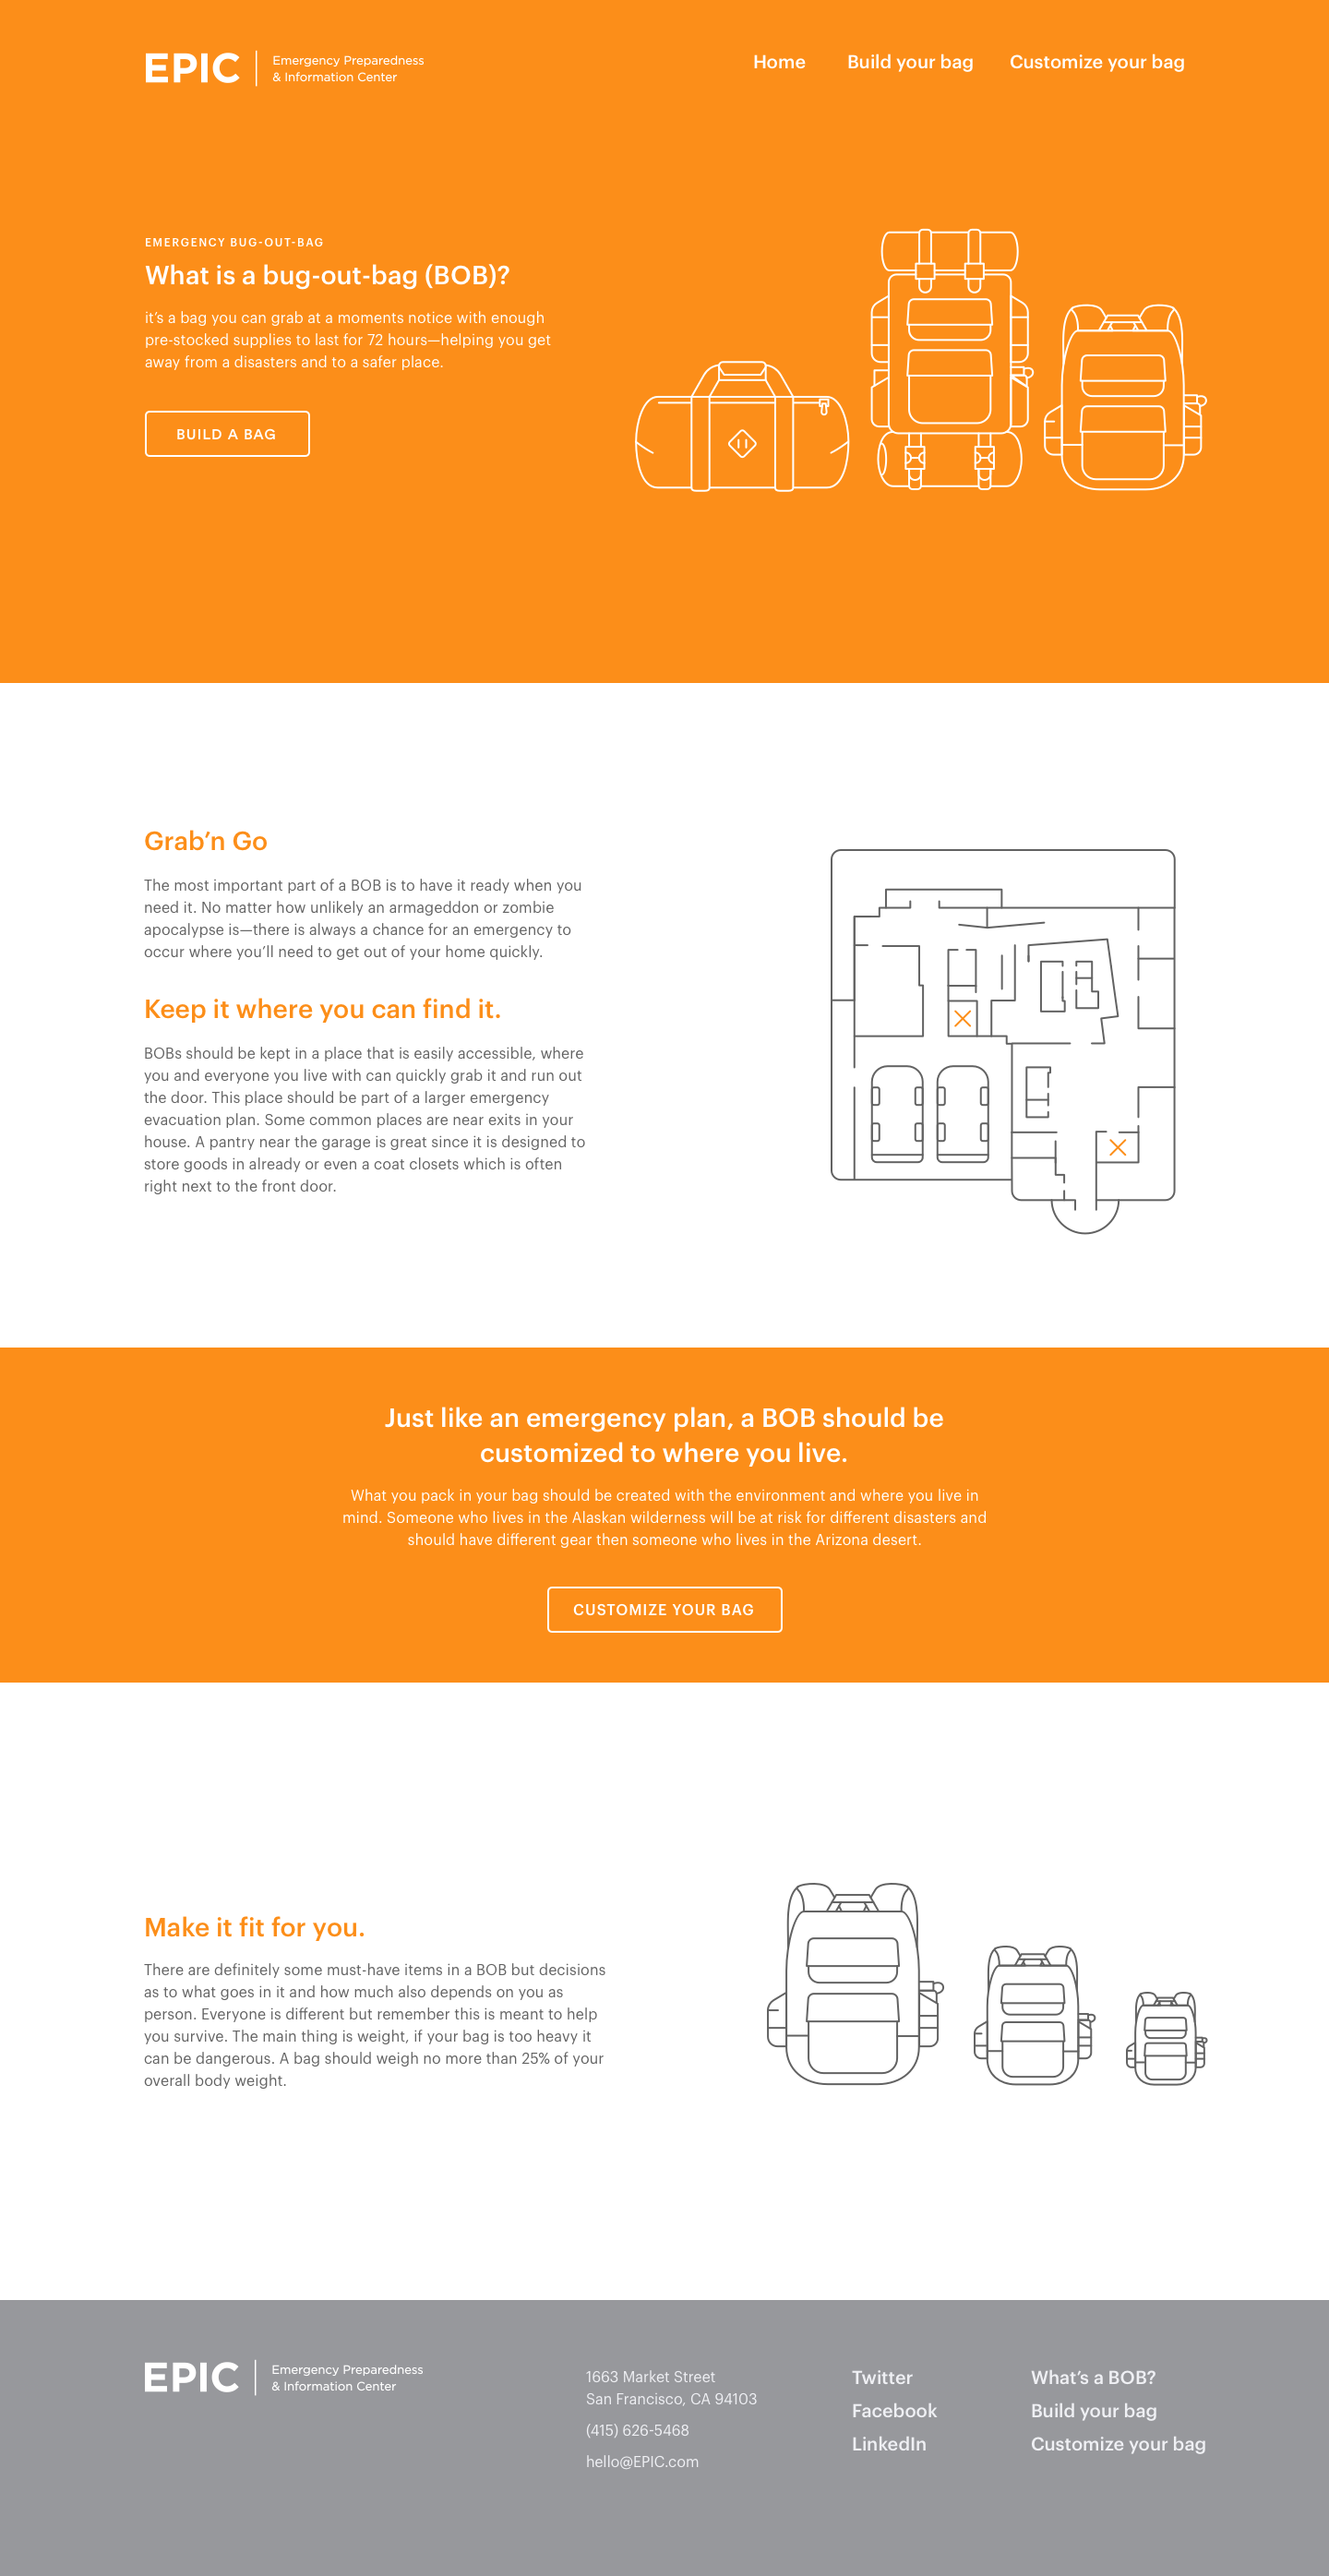 EPIC
Emergency Preparedness
& Information Center
Home Build your bag Customize your bag
EMERGENCY BUG-OUT-BAG
What is a bug-out-bag (BOB)?
it’s a bag you can grab at a moments notice with enough
pre-stocked supplies to last for 72 hours—helping you get
away from a disasters and to a safer place.
BUILD A BAG
Grab’n Go
The most important part of a BOB is to have it ready when you
need it. No matter how unlikely an armageddon or zombie
apocalypse is—there is always a chance for an emergency to
occur where you’ll need to get out of your home quickly.
Keep it where you can find it.
BOBs should be kept in a place that is easily accessible, where
you and everyone you live with can quickly grab it and run out
the door. This place should be part of a larger emergency
evacuation plan. Some common places are near exits in your
house. A pantry near the garage is great since it is designed to
store goods in already or even a coat closets which is often
right next to the front door.
Just like an emergency plan, a BOB should be
customized to where you live.
What you pack in your bag should be created with the environment and where you live in
mind. Someone who lives in the Alaskan wilderness will be at risk for different disasters and
should have different gear then someone who lives in the Arizona desert.
CUSTOMIZE YOUR BAG
Make it fit for you.
There are definitely some must-have items in a BOB but decisions
as to what goes in it and how much also depends on you as
person. Everyone is different but remember this is meant to help
you survive. The main thing is weight, if your bag is too heavy it
can be dangerous. A bag should weigh no more than 25% of your
overall body weight.
EPIC
Emergency Preparedness
& Information Center
1663 Market Street
San Francisco, CA 94103
(415) 626-5468
hello@EPIC.com
Twitter
Facebook
LinkedIn
What’s a BOB?
Build your bag
Customize your bag